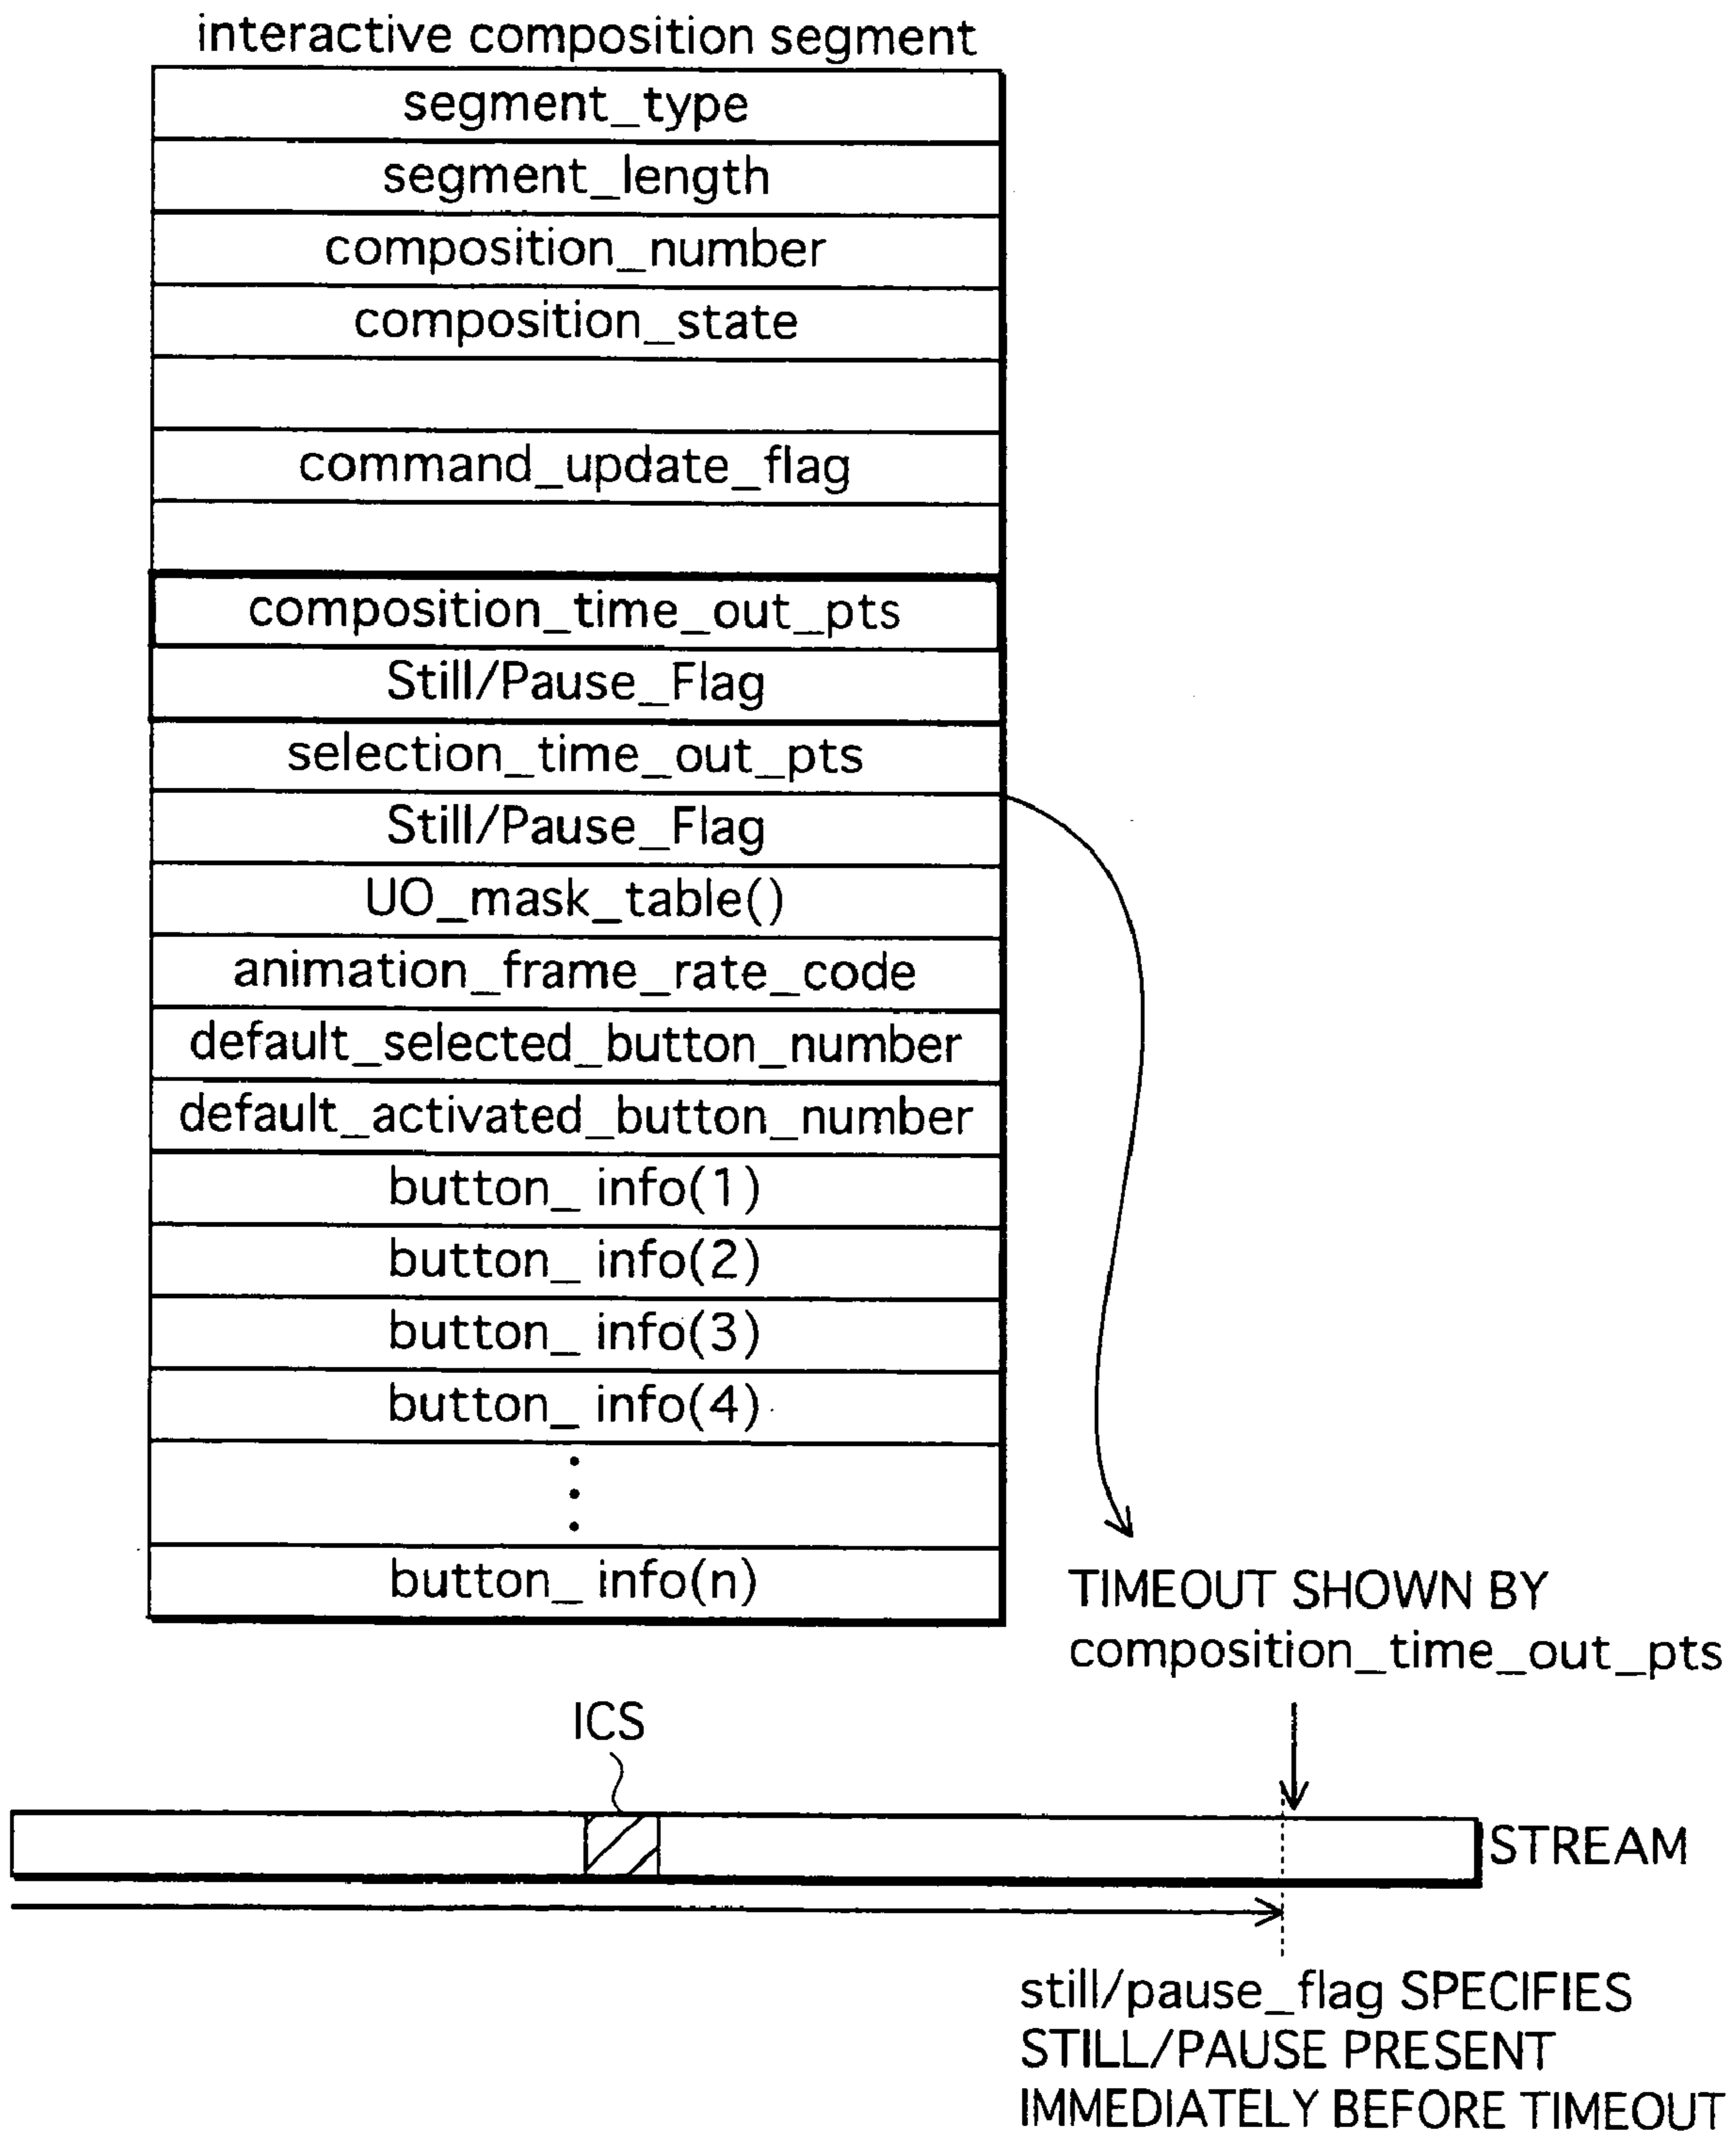 interactive composition segment
segment_type
segment_length
composition_number
composition_state
command_update_flag
composition_time_out_pts
Still/Pause_Flag
selection_time_out_pts
Still/Pause_Flag
UO_mask_table()
animation_frame_rate_code
default_selected_button_number
default_activated_button_number
button_ info(1)
button_ info(2)
button_ info(3)
button_ info(4)
button_ info(n)
TIMEOUT SHOWN BY
composition_time_out_pts
ICS
STREAM
still/pause_flag SPECIFIES
STILL/PAUSE PRESENT
IMMEDIATELY BEFORE TIMEOUT